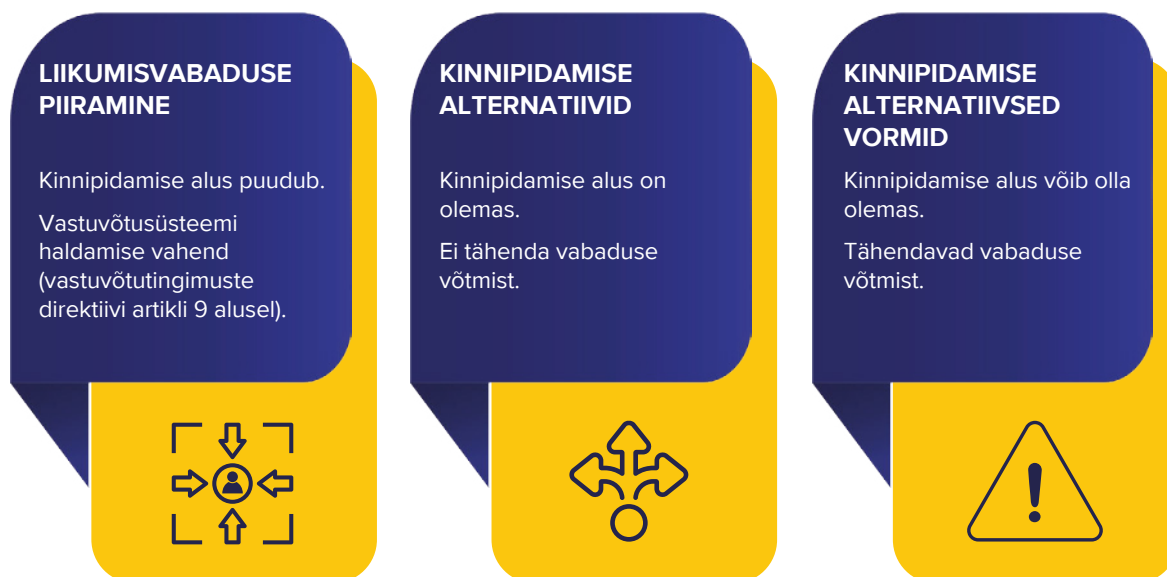 LIIKUMISVABADUSE
PIIRAMINE
Kinnipidamise alus puudub.
Vastuvõtusüsteemi
haldamise vahend
(vastuvõtutingimuste
direktiivi artikli 9 alusel).
KINNIPIDAMISE
ALTERNATIIVID
Kinnipidamise alus on
olemas.
Ei tähenda vabaduse
võtmist.
KINNIPIDAMISE
ALTERNATIIVSED
VORMID
Kinnipidamise alus võib olla
olemas.
Tähendavad vabaduse
võtmist.